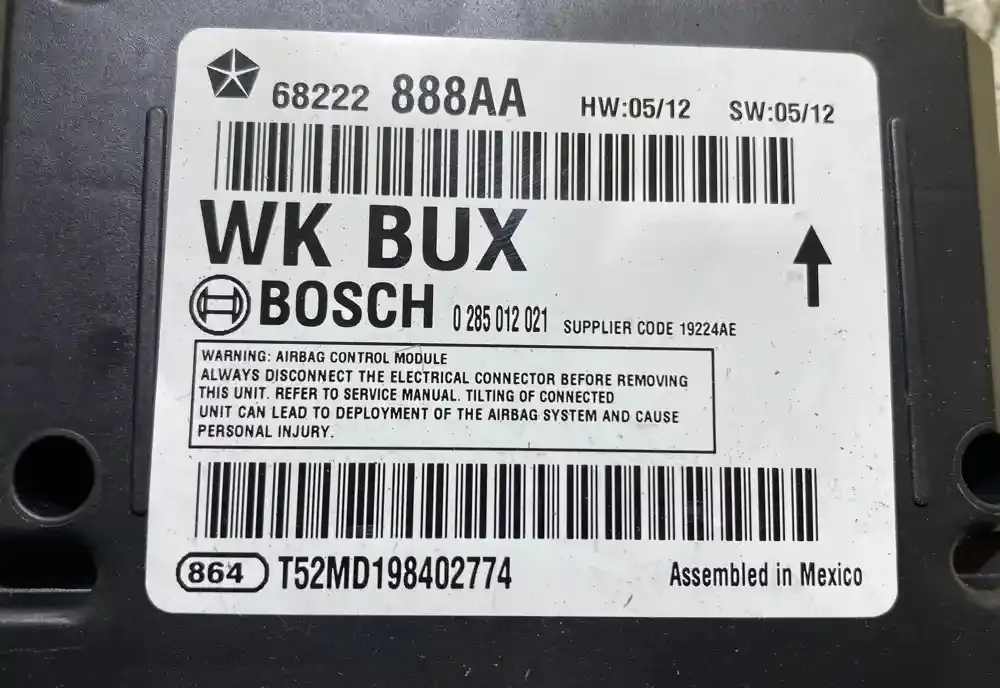 68222 888AA HW:05/12 SW:05/12
WK BUX
BOSCH 0 285 012 021 SUPPLIER CODE 19224AE
WARNING: AIRBAG CONTROL MODULE
ALWAYS DISCONNECT THE ELECTRICAL CONNECTOR BEFORE REMOVING
THIS UNIT. REFER TO SERVICE MANUAL. TILTING OF CONNECTED
UNIT CAN LEAD TO DEPLOYMENT OF THE AIRBAG SYSTEM AND CAUSE
PERSONAL INJURY.
864 T52MD198402774 Assembled in Mexico